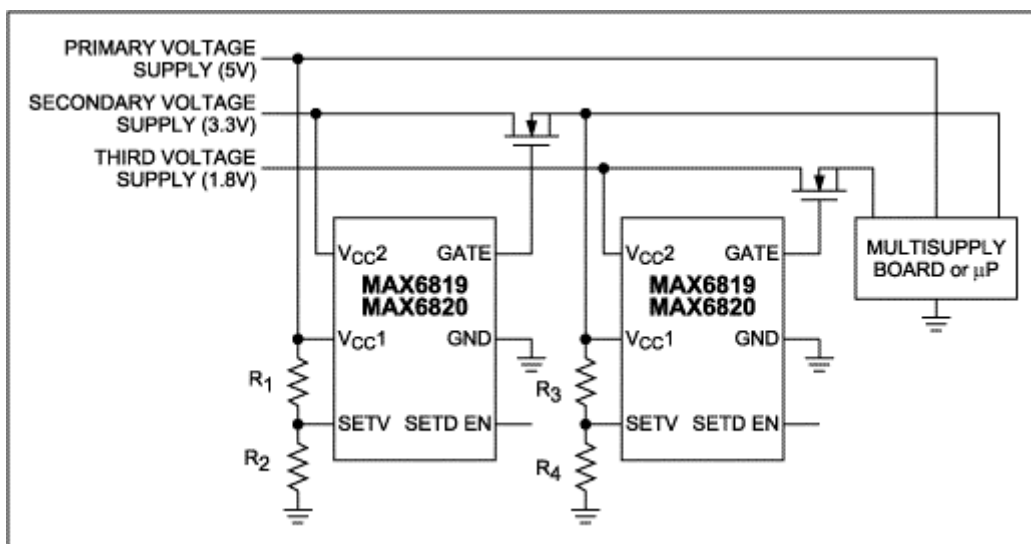 PRIMARY VOLTAGE
SUPPLY (5V)
SECONDARY VOLTAGE
SUPPLY (3.3V)
THIRD VOLTAGE
SUPPLY (1.8V)
VCC2 GATE
MAX6819
MAX6820
VCC1 GND
SETV SETD EN
R1
R2
VCC2 GATE
MAX6819
MAX6820
VCC1 GND
SETV SETD EN
R3
R4
MULTISUPPLY
BOARD or μP